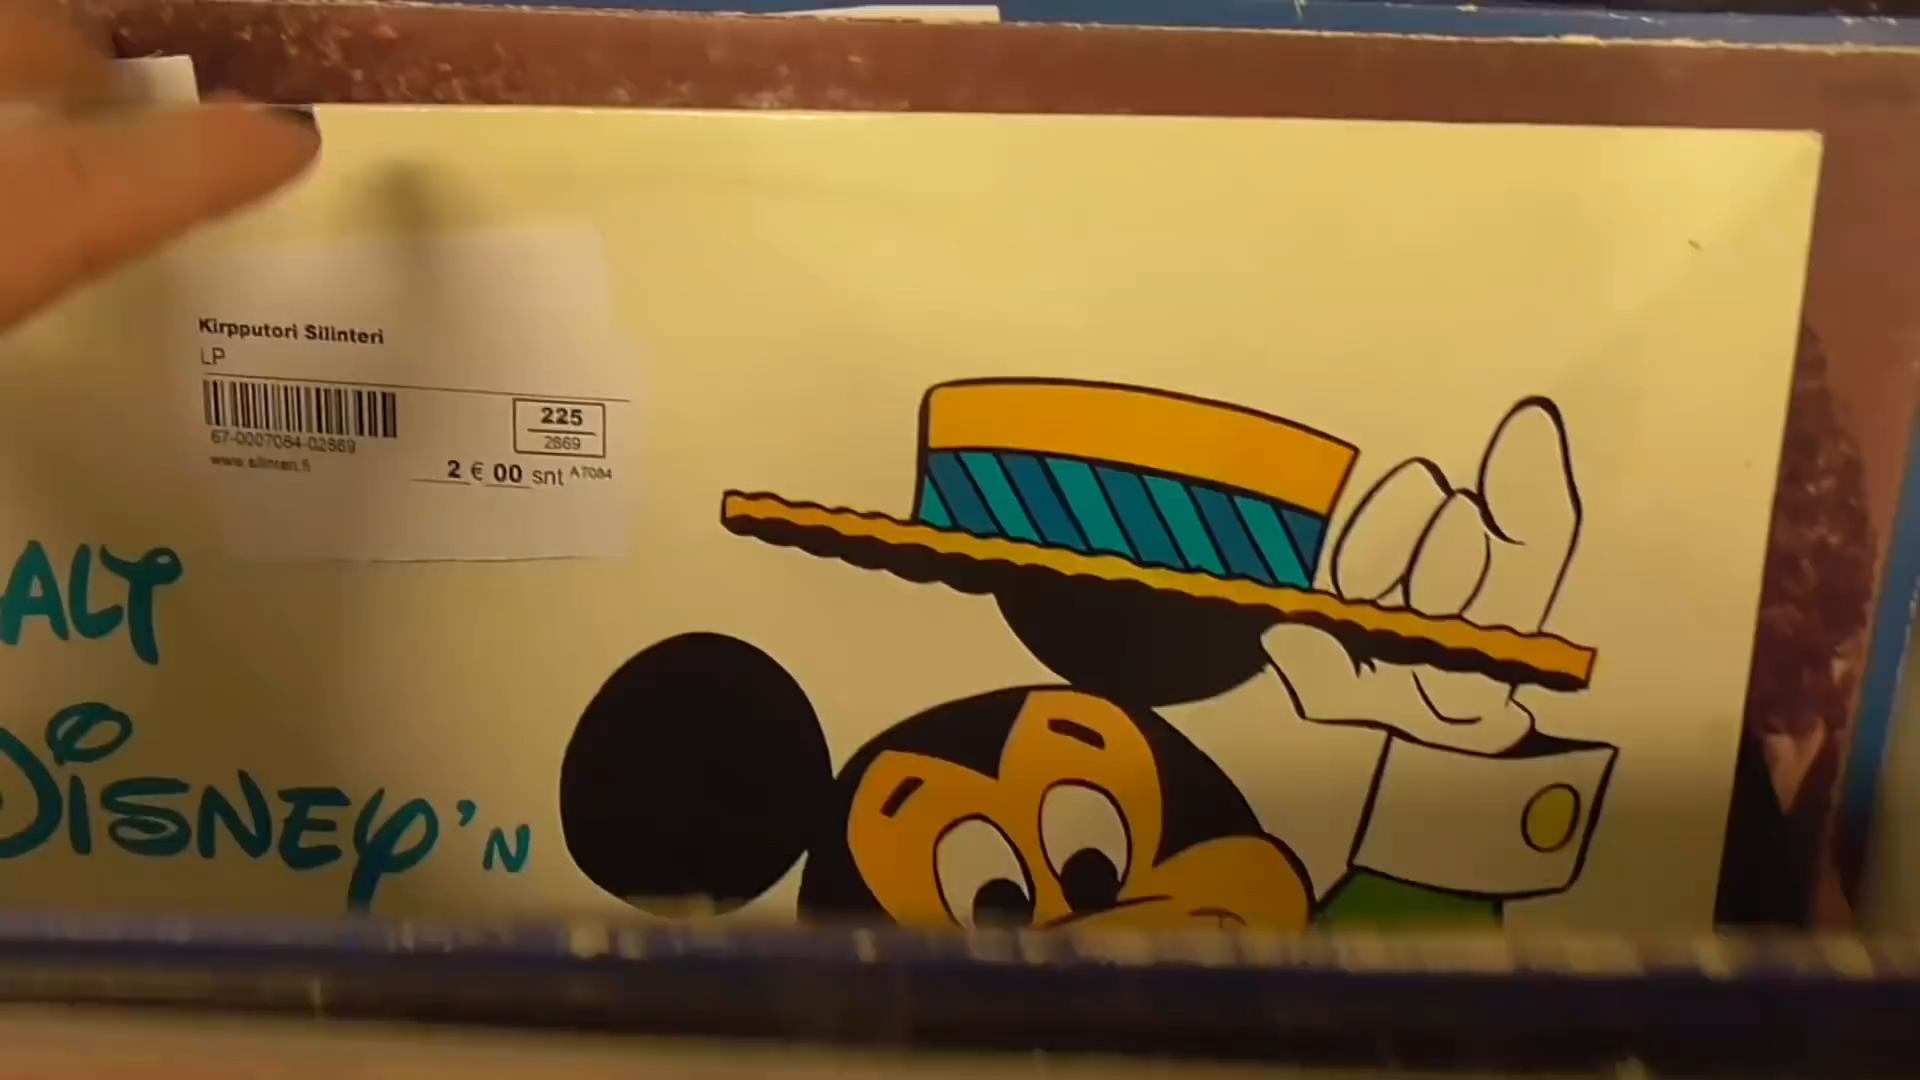 Kirpputori Silinteri
LP
225
2869
67-0007084-02869
www.silinteri.fi
2 € 00 snt A7084
ALT
DISNEY'N